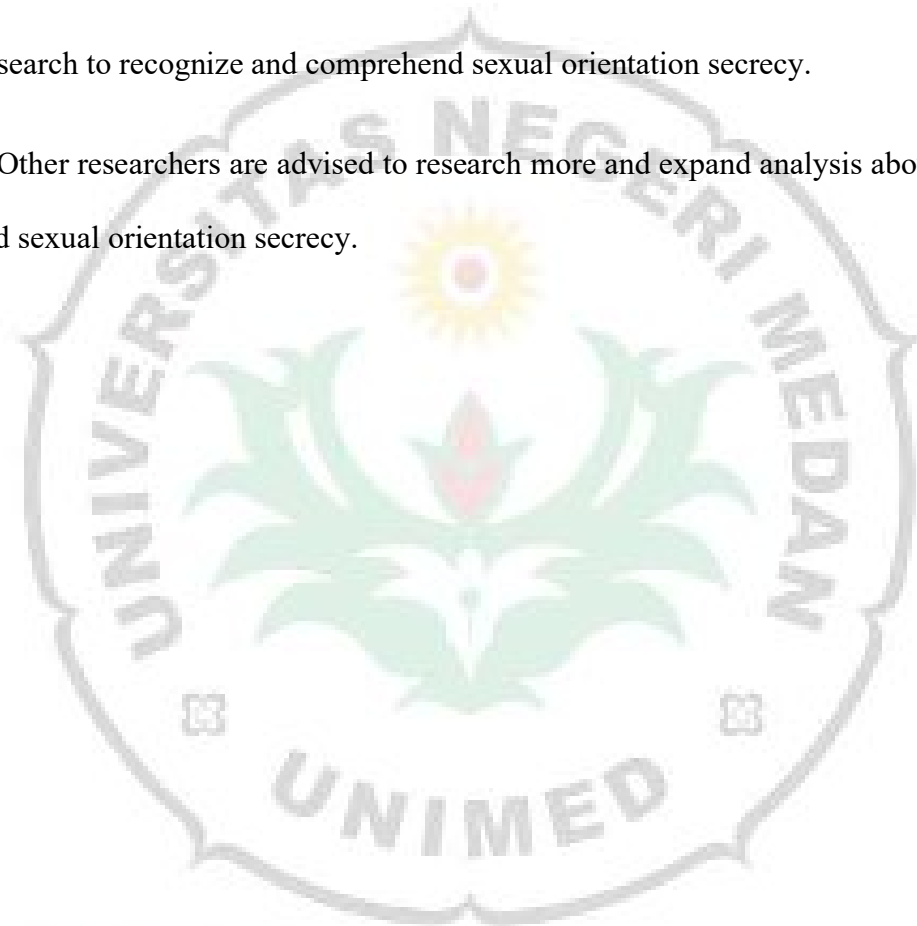 search to recognize and comprehend sexual orientation secrecy.
Other researchers are advised to research more and expand analysis abo
d sexual orientation secrecy.
UNIVERSITAS NEGERI MEDAN
UNIMED